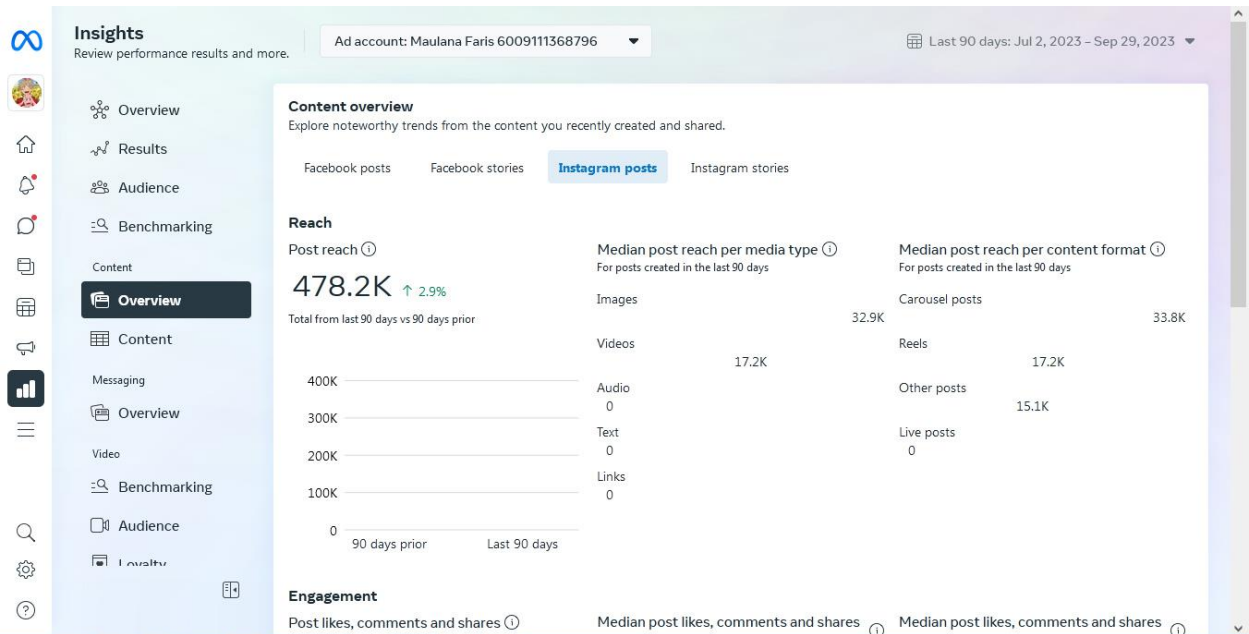 Insights
Review performance results and more.
Ad account: Maulana Faris 6009111368796
Last 90 days: Jul 2, 2023 – Sep 29, 2023
Overview
Results
Audience
Benchmarking
Content
Overview
Content
Messaging
Overview
Video
Benchmarking
Audience
Loyalty
Content overview
Explore noteworthy trends from the content you recently created and shared.
Facebook posts
Facebook stories
Instagram posts
Instagram stories
Reach
Post reach
478.2K ↑ 2.9%
Total from last 90 days vs 90 days prior
400K
300K
200K
100K
0
90 days prior
Last 90 days
Median post reach per media type
For posts created in the last 90 days
Images
32.9K
Videos
17.2K
Audio
0
Text
0
Links
0
Median post reach per content format
For posts created in the last 90 days
Carousel posts
33.8K
Reels
17.2K
Other posts
15.1K
Live posts
0
Engagement
Post likes, comments and shares
Median post likes, comments and shares
Median post likes, comments and shares